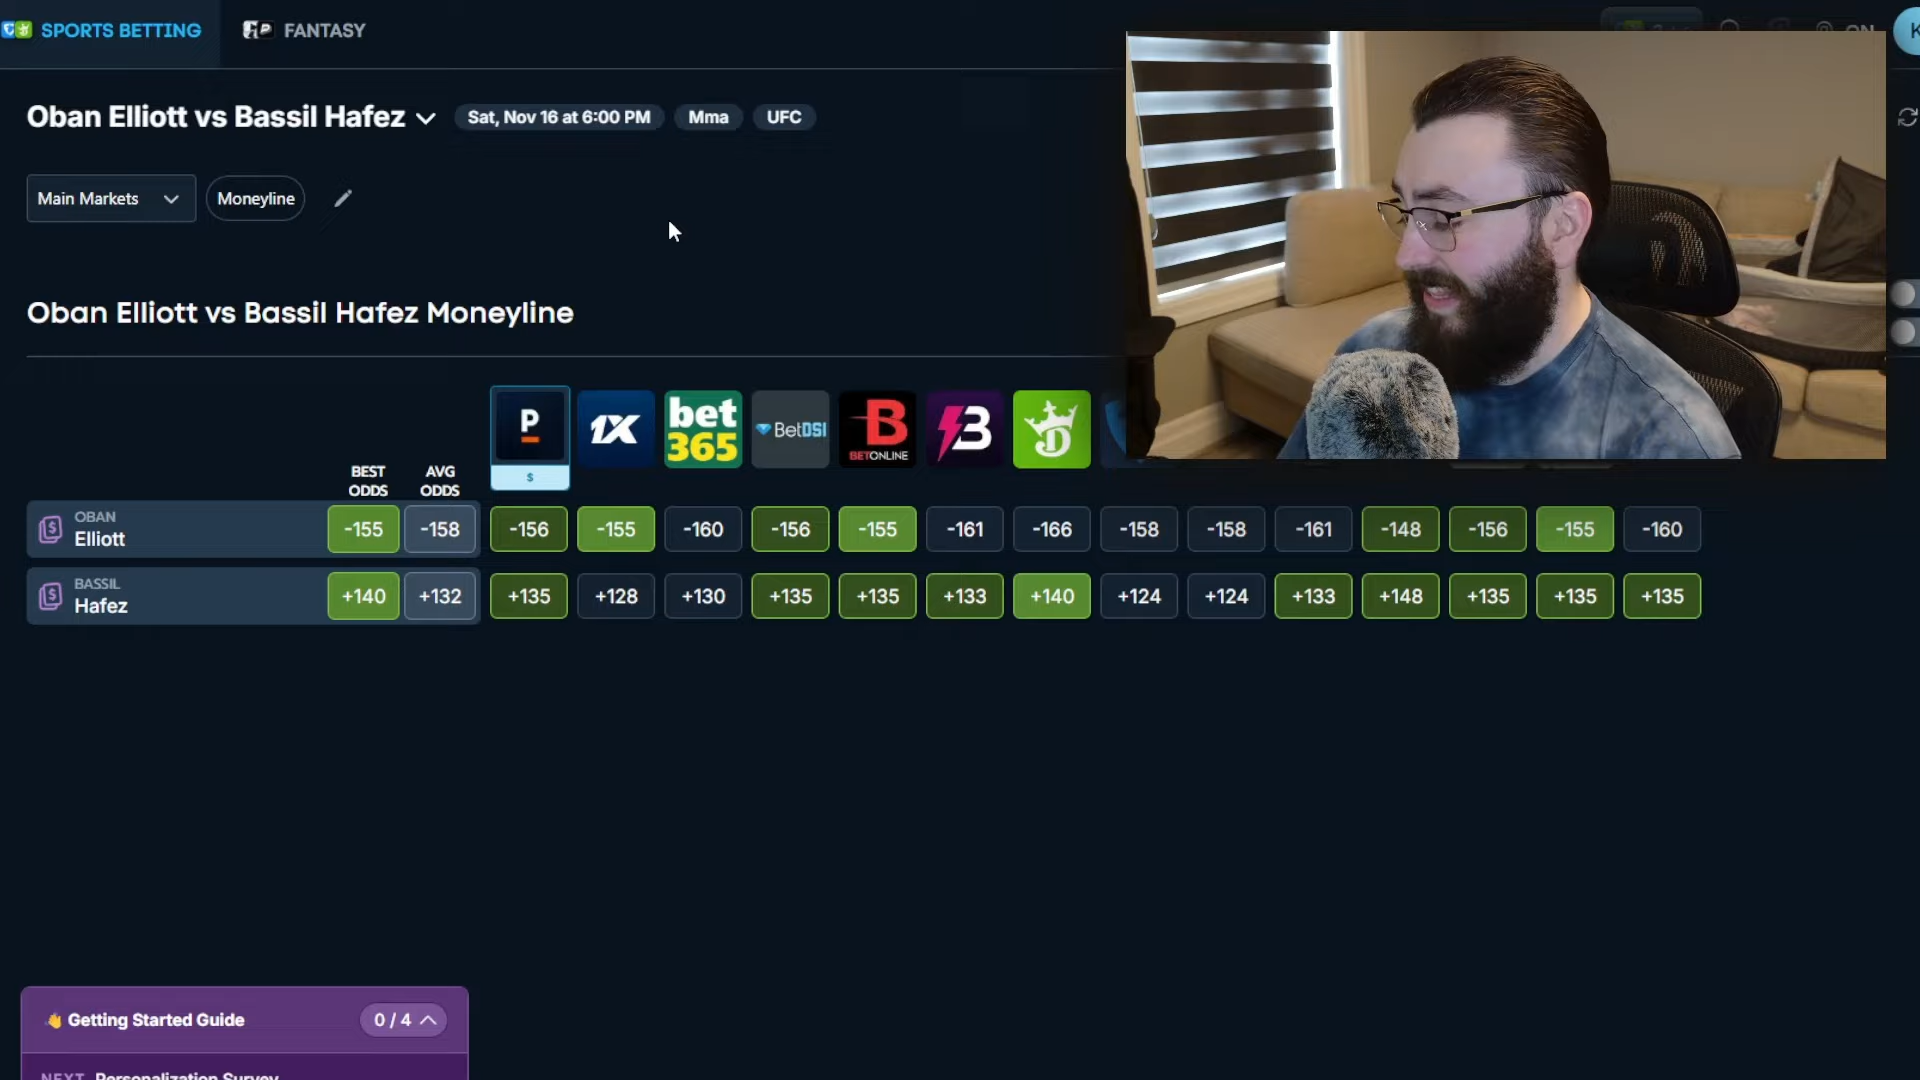 SPORTS BETTING
FANTASY
ON
K
Oban Elliott vs Bassil Hafez
Sat, Nov 16 at 6:00 PM
Mma
UFC
Main Markets
Moneyline
Oban Elliott vs Bassil Hafez Moneyline
P
$
1X
bet
365
BetDSI
B
BETONLINE
B
D
BEST
ODDS
AVG
ODDS
OBAN
Elliott
-155 -158 -156 -155 -160 -156 -155 -161 -166 -158 -158 -161 -148 -156 -155 -160
BASSIL
Hafez
+140 +132 +135 +128 +130 +135 +135 +133 +140 +124 +124 +133 +148 +135 +135 +135
👋 Getting Started Guide
0 / 4
NEXT Personalization Survey